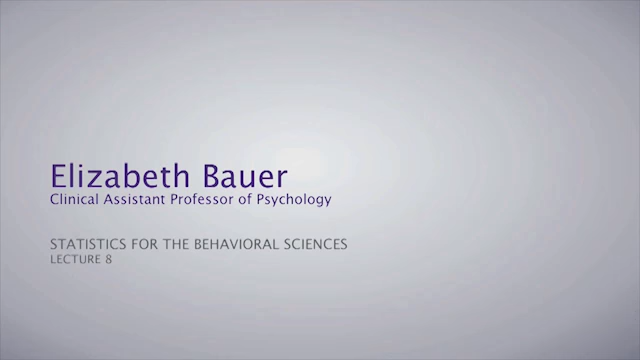 Elizabeth Bauer
Clinical Assistant Professor of Psychology
STATISTICS FOR THE BEHAVIORAL SCIENCES
LECTURE 8